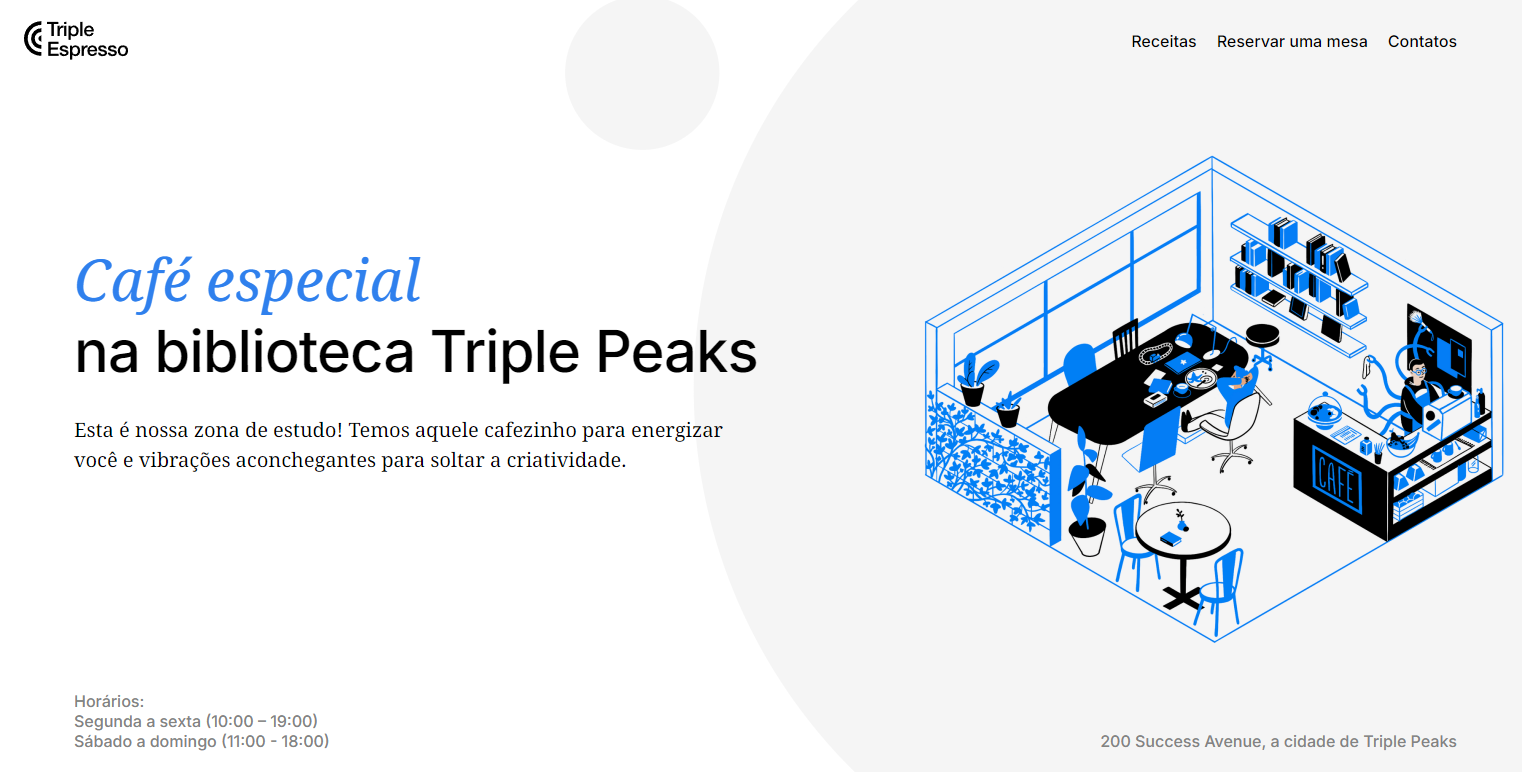 Triple
Espresso
Receitas
Reservar uma mesa
Contatos
Café especial
na biblioteca Triple Peaks
Esta é nossa zona de estudo! Temos aquele cafezinho para energizar
você e vibrações aconchegantes para soltar a criatividade.
CAFE
Horários:
Segunda a sexta (10:00 – 19:00)
Sábado a domingo (11:00 - 18:00)
200 Success Avenue, a cidade de Triple Peaks